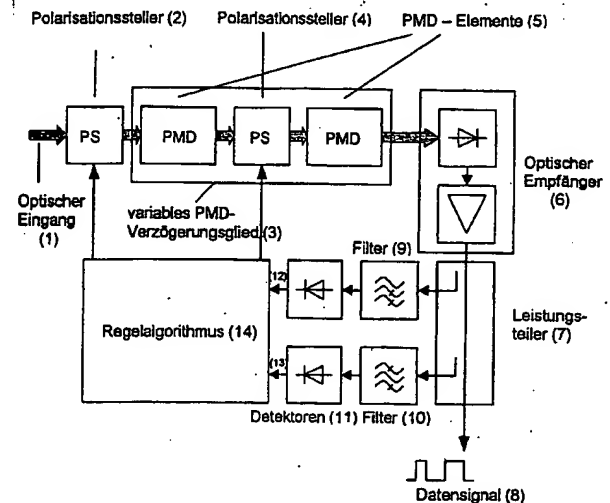 Polarisationssteller (2)
Polarisationssteller (4)
PMD – Elemente (5)
PS
PMD
PS
PMD
Optischer
Eingang
(1)
variables PMD-
Verzögerungsglied (3)
Optischer
Empfänger
(6)
Filter (9)
(12)
Regelalgorithmus (14)
Leistungs-
teiler (7)
(13)
Detektoren (11) Filter (10)
Datensignal (8)